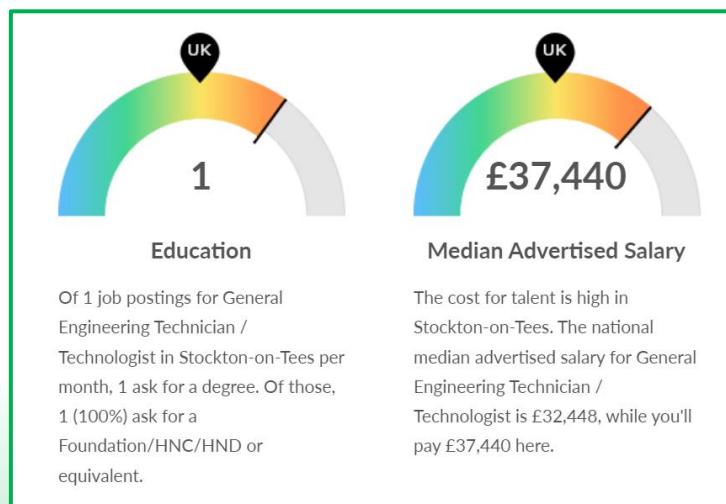 UK
1
Education
Of 1 job postings for General
Engineering Technician /
Technologist in Stockton-on-Tees per
month, 1 ask for a degree. Of those,
1 (100%) ask for a
Foundation/HNC/HND or
equivalent.
UK
£37,440
Median Advertised Salary
The cost for talent is high in
Stockton-on-Tees. The national
median advertised salary for General
Engineering Technician /
Technologist is £32,448, while you'll
pay £37,440 here.